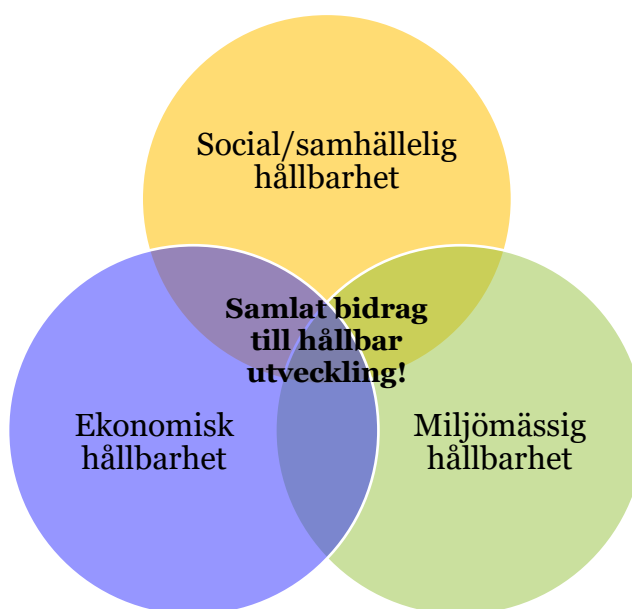 Social/samhällelig
hållbarhet
Samlat bidrag
till hållbar
utveckling!
Ekonomisk
hållbarhet
Miljömässig
hållbarhet